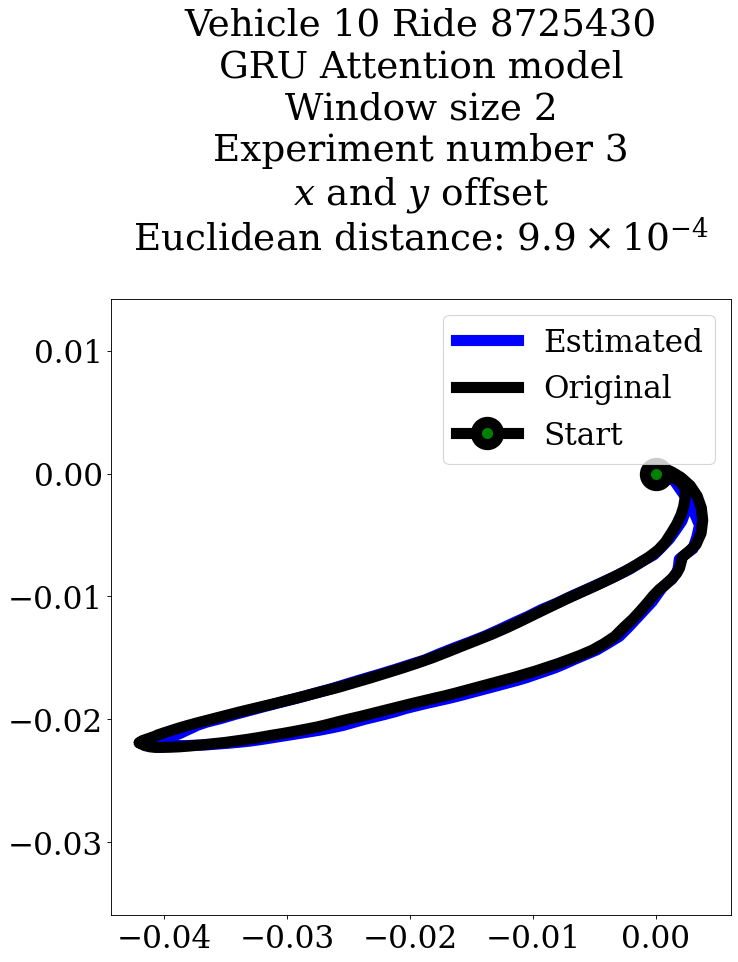 Vehicle 10 Ride 8725430
GRU Attention model
Window size 2
Experiment number 3
x and y offset
Euclidean distance: 9.9 × 10⁻⁴
Estimated
Original
Start
0.01
0.00
−0.01
−0.02
−0.03
−0.04 −0.03 −0.02 −0.01 0.00